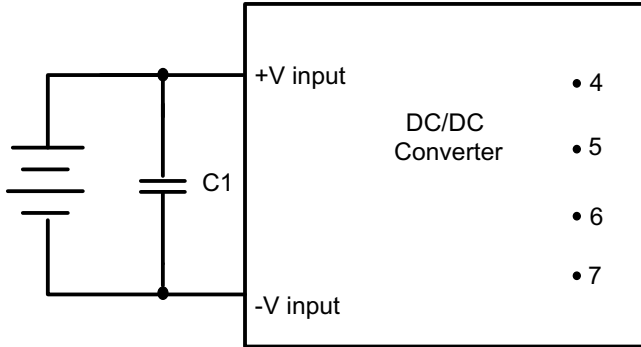 +V input
• 4
DC/DC
Converter
• 5
C1
• 6
• 7
-V input